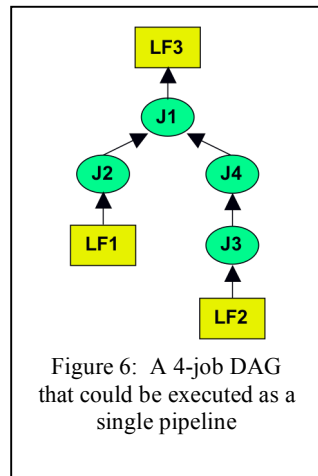 LF3
J1
J2
J4
LF1
J3
LF2
Figure 6: A 4-job DAG
that could be executed as a
single pipeline